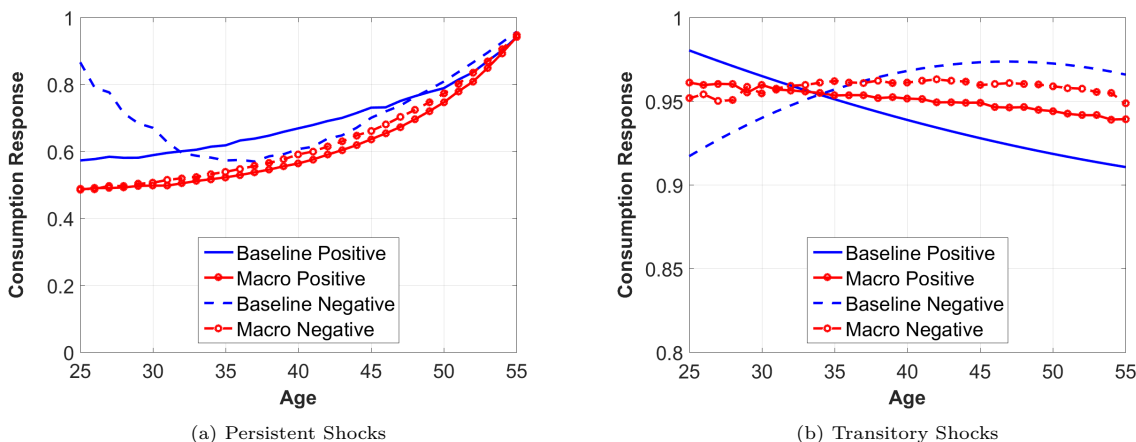 1
0.8
0.6
0.4
0.2
0
Consumption Response
25 30 35 40 45 50 55
Age
Baseline Positive
Macro Positive
Baseline Negative
Macro Negative
(a) Persistent Shocks
1
0.95
0.9
0.85
0.8
Consumption Response
25 30 35 40 45 50 55
Age
Baseline Positive
Macro Positive
Baseline Negative
Macro Negative
(b) Transitory Shocks